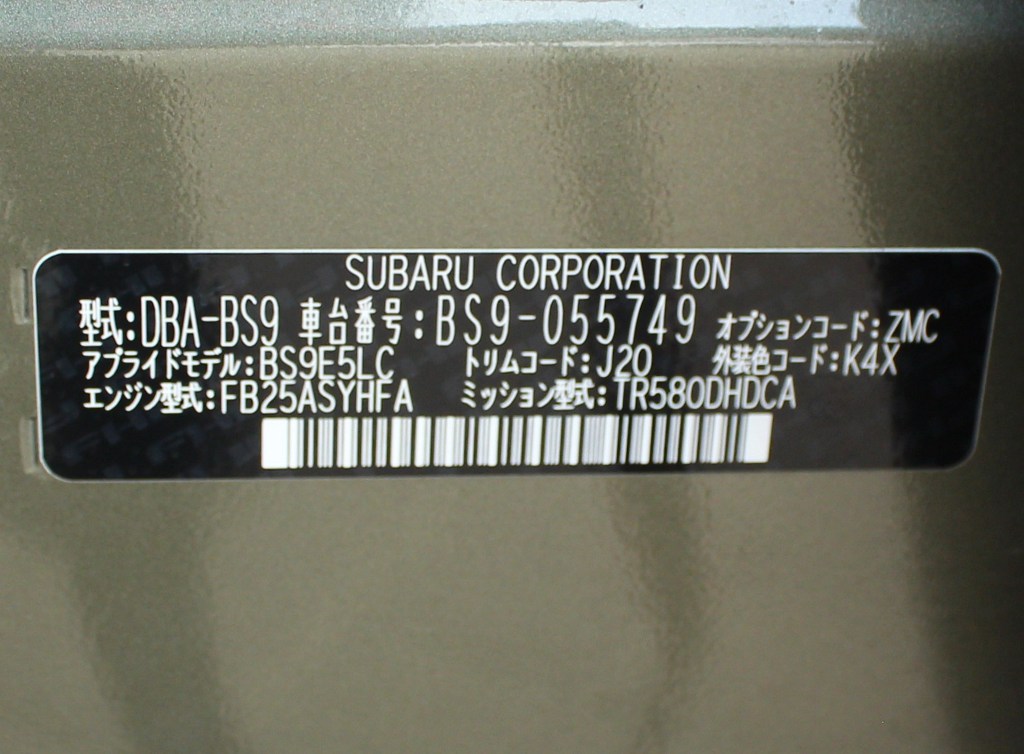 SUBARU CORPORATION
型式:DBA-BS9 車台番号:BS9-055749 オプションコード:ZMC
アプライドモデル:BS9E5LC トリムコード:J20 外装色コード:K4X
エンジン型式:FB25ASYHFA ミッション型式:TR580DHDCA